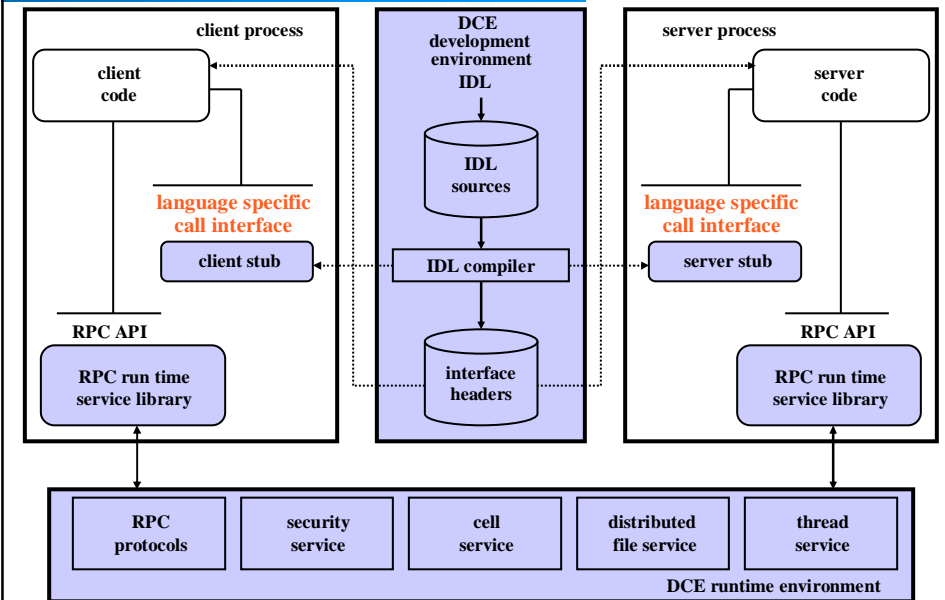 client process
client
code
language specific
call interface
client stub
RPC API
RPC run time
service library
DCE
development
environment
IDL
IDL
sources
IDL compiler
interface
headers
server process
server
code
language specific
call interface
server stub
RPC API
RPC run time
service library
RPC
protocols
security
service
cell
service
distributed
file service
thread
service
DCE runtime environment